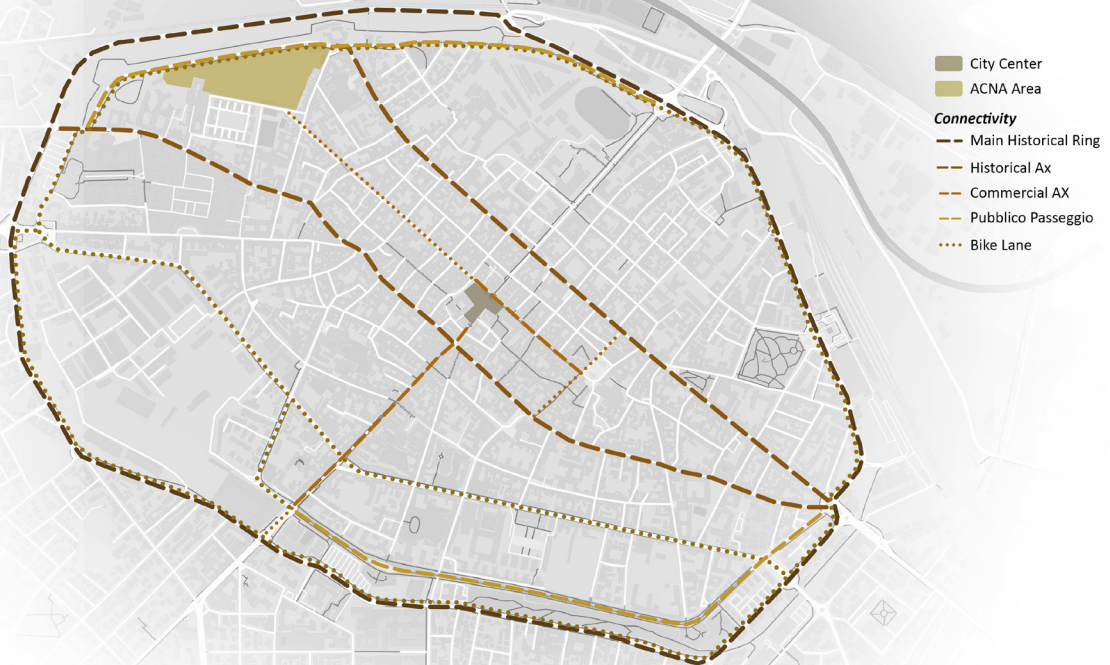 City Center
ACNA Area
Connectivity
Main Historical Ring
Historical Ax
Commercial AX
Pubblico Passeggio
Bike Lane